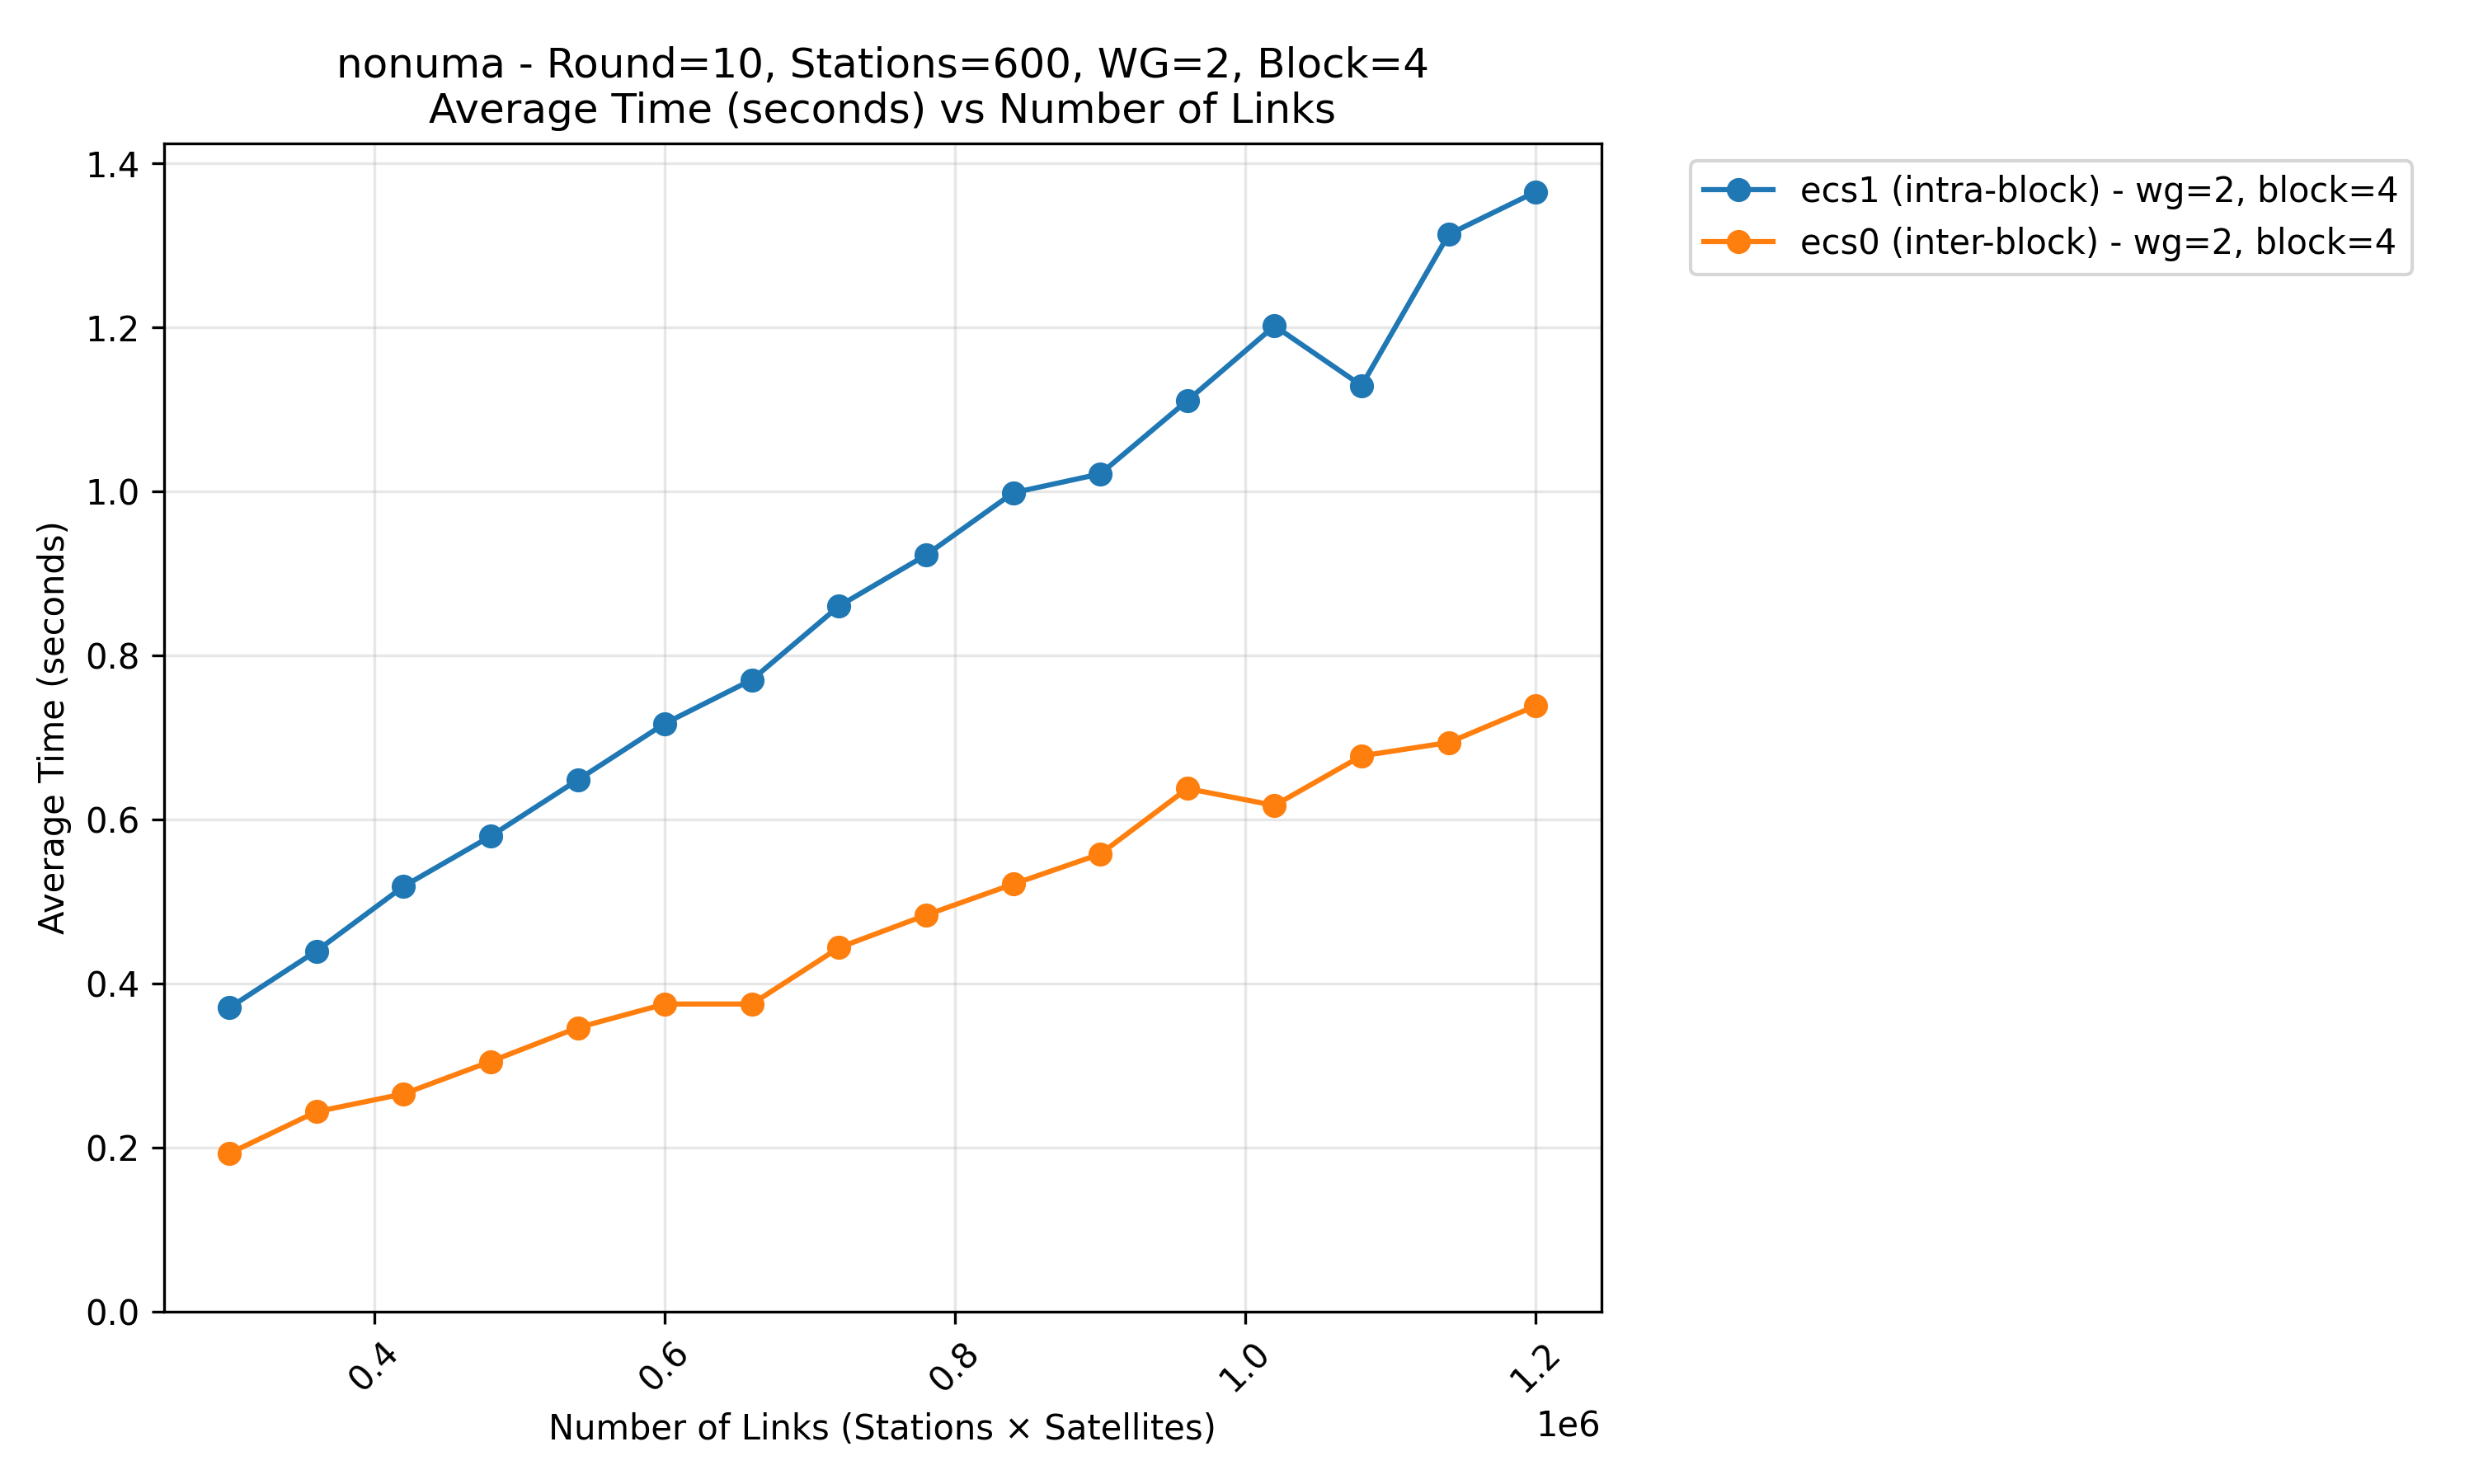 nonuma - Round=10, Stations=600, WG=2, Block=4
Average Time (seconds) vs Number of Links
ecs1 (intra-block) - wg=2, block=4
ecs0 (inter-block) - wg=2, block=4
Average Time (seconds)
1.4
1.2
1.0
0.8
0.6
0.4
0.2
0.0
0.4
0.6
0.8
1.0
1.2
1e6
Number of Links (Stations × Satellites)